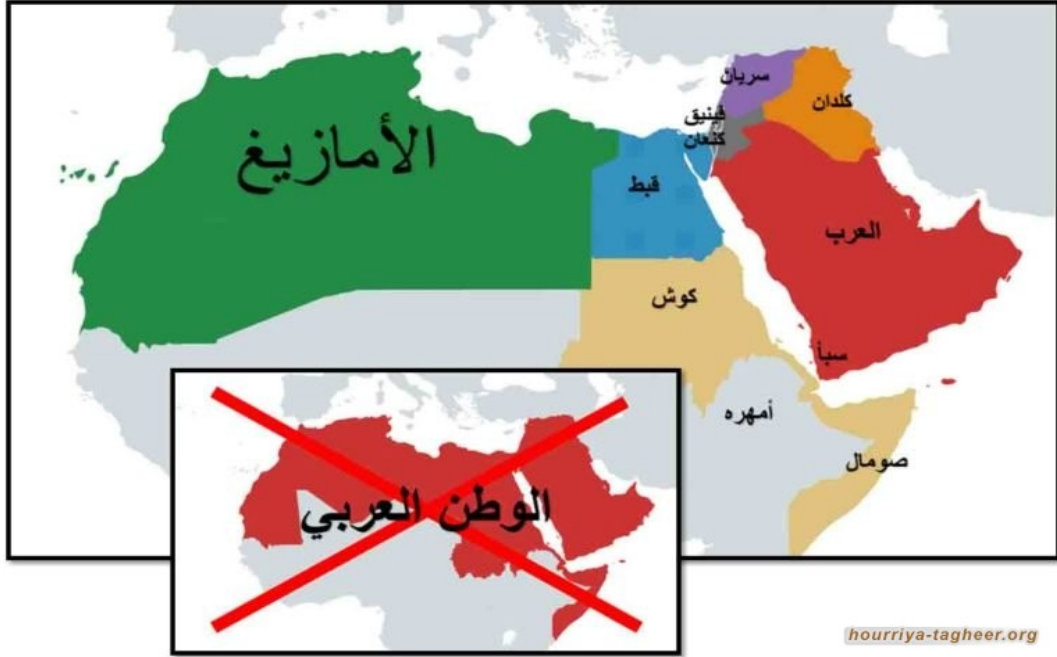 الأمازيغ
سريان
كلدان
فينيق
كنعان
قبط
العرب
كوش
سبأ
أمهره
صومال
الوطن العربي
hourriya-tagheer.org